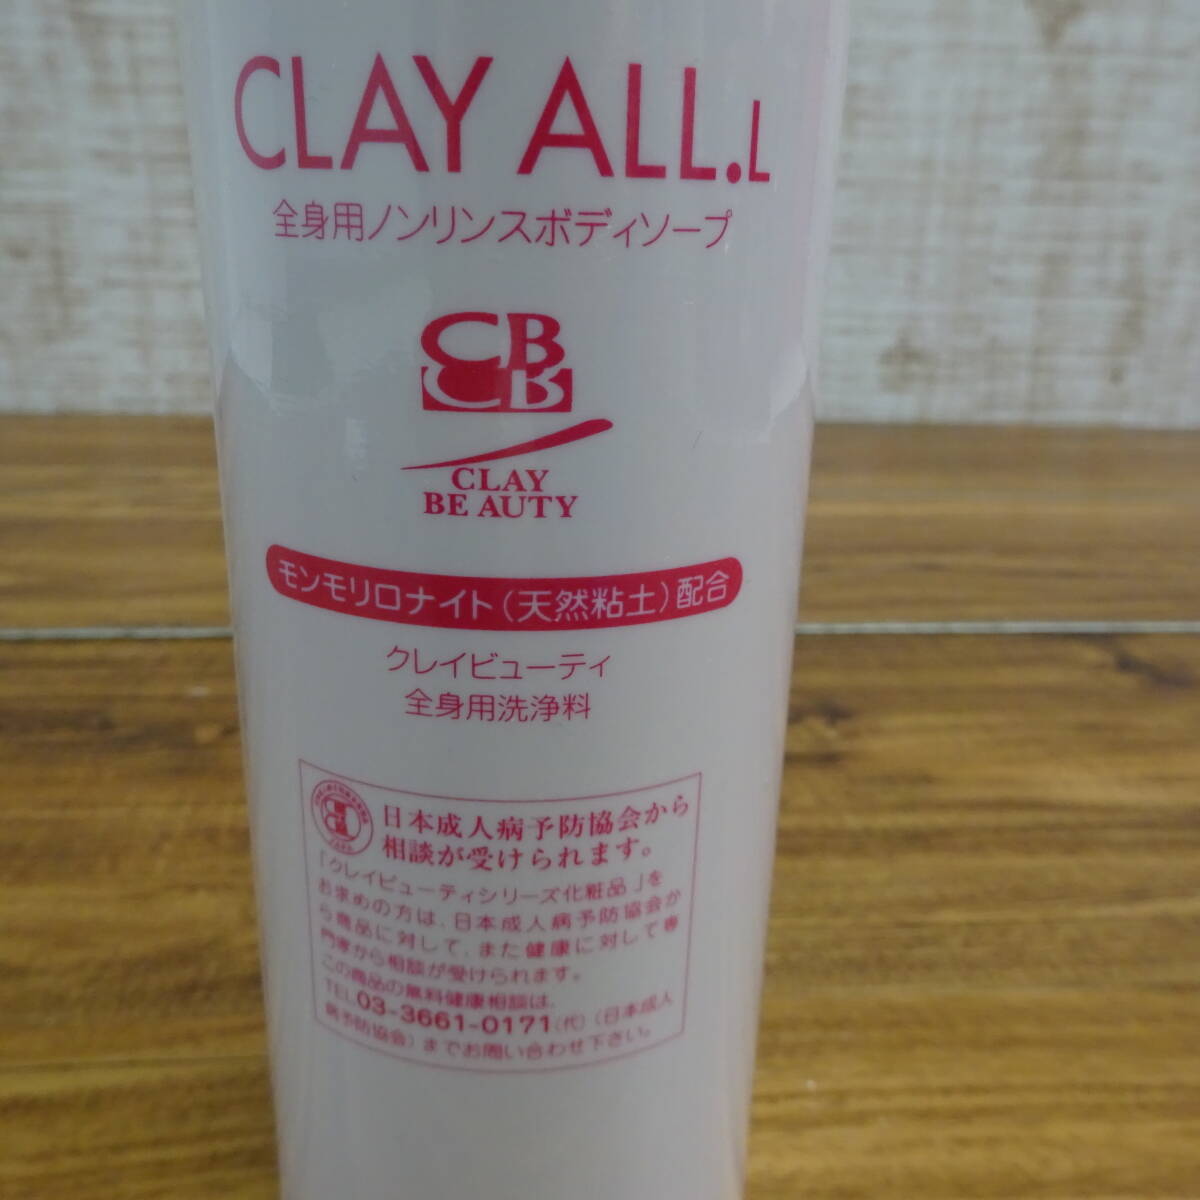 CLAY ALL.L
全身用ノンリンスボディソープ
CB
CLAY
BEAUTY
モンモリロナイト(天然粘土)配合
クレイビューティ
全身用洗浄料
日本成人病予防協会から
相談が受けられます。
「クレイビューティシリーズ化粧品」を
お求めの方は、日本成人病予防協会か
ら商品に対して、また健康に対して専
門家から相談が受けられます。
この商品の無料健康相談は、
TEL03-3661-0171(代)(日本成人
病予防協会)までお問い合わせ下さい。